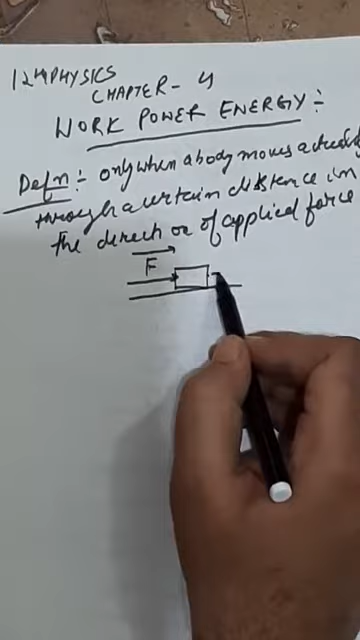 12th PHYSICS
CHAPTER - 4
WORK POWER ENERGY :-
Defn :- only when a body moves actually
through a certain distence in
the direction of applied force
F